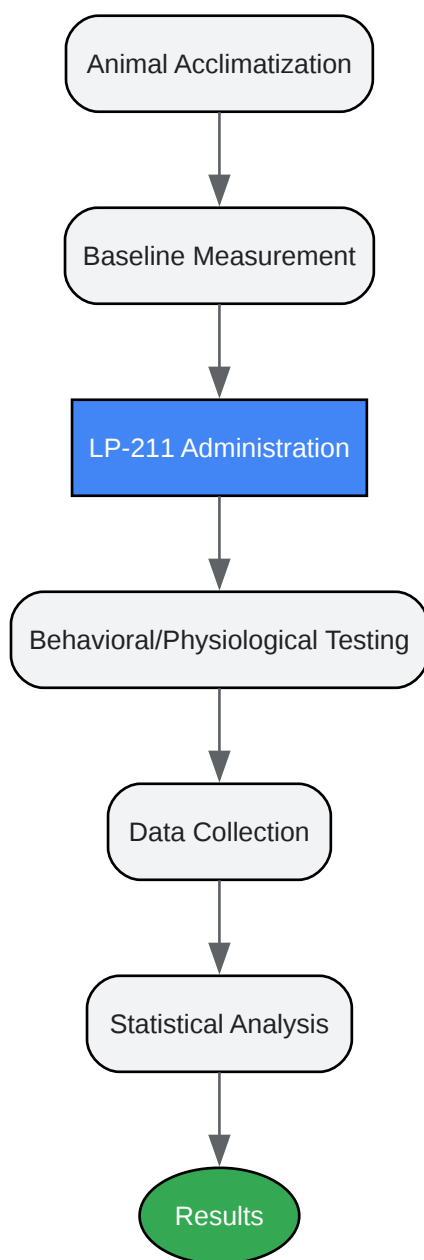 Animal Acclimatization
Baseline Measurement
LP-211 Administration
Behavioral/Physiological Testing
Data Collection
Statistical Analysis
Results